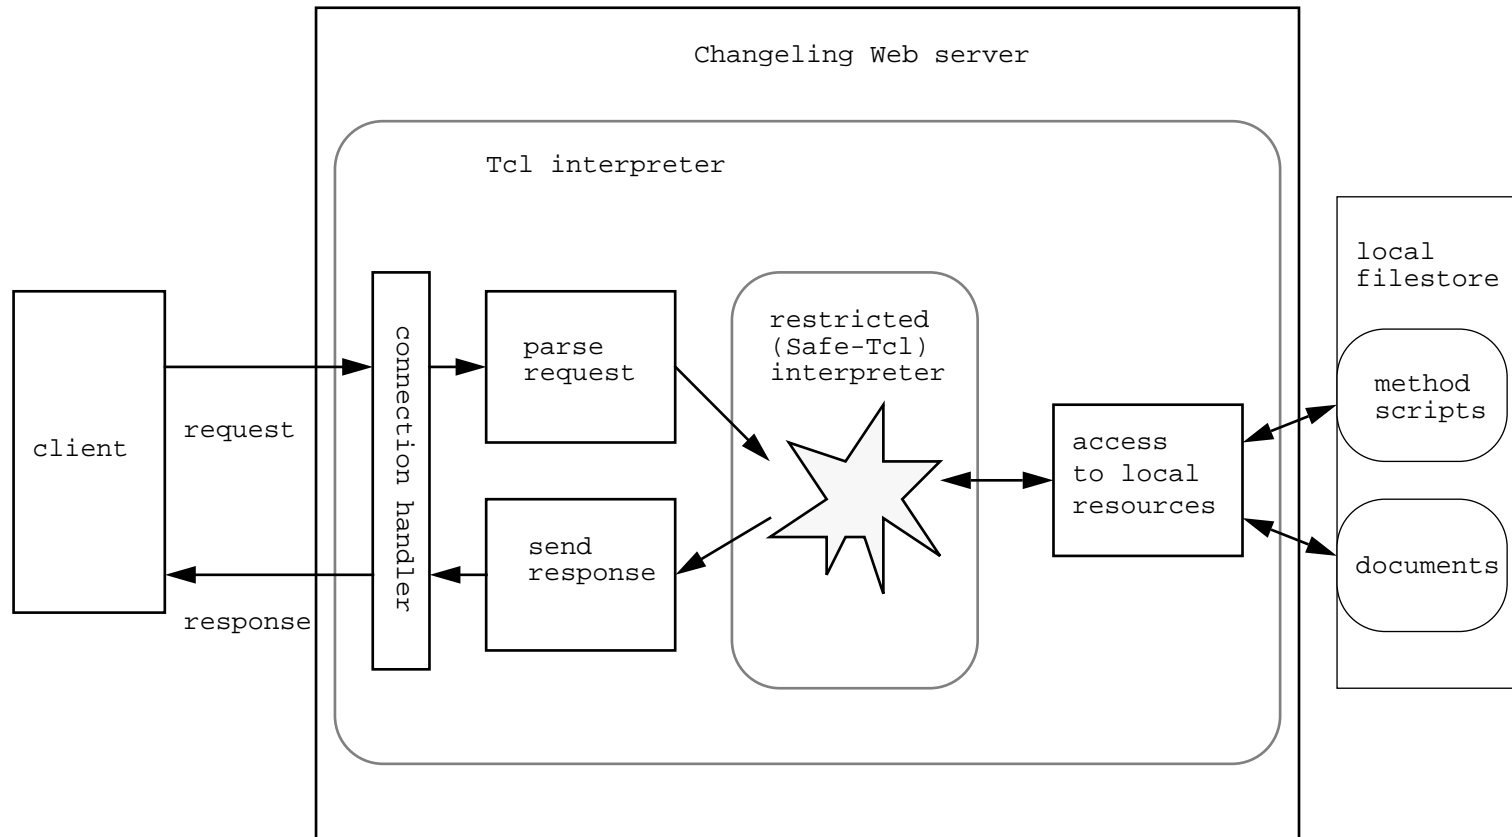 Changeling Web server
Tcl interpreter
client
request
response
connection handler
parse
request
send
response
restricted
(Safe-Tcl)
interpreter
access
to local
resources
local
filestore
method
scripts
documents